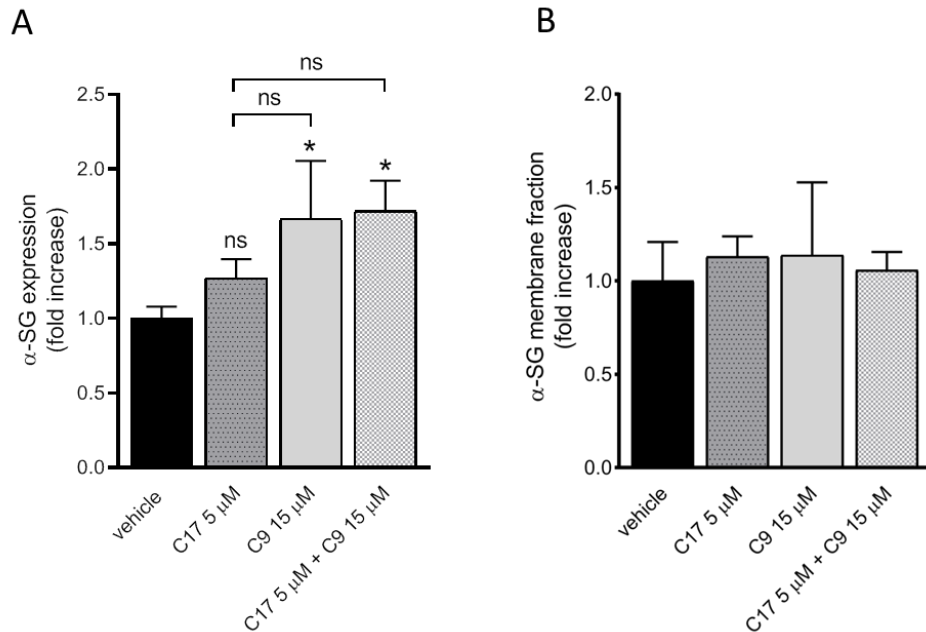 A
α-SG expression
(fold increase)
2.5
2.0
1.5
1.0
0.5
0.0
ns
ns
ns
*
*
vehicle
C17 5 μM
C9 15 μM
C17 5 μM + C9 15 μM
B
α-SG membrane fraction
(fold increase)
2.0
1.5
1.0
0.5
0.0
vehicle
C17 5 μM
C9 15 μM
C17 5 μM + C9 15 μM